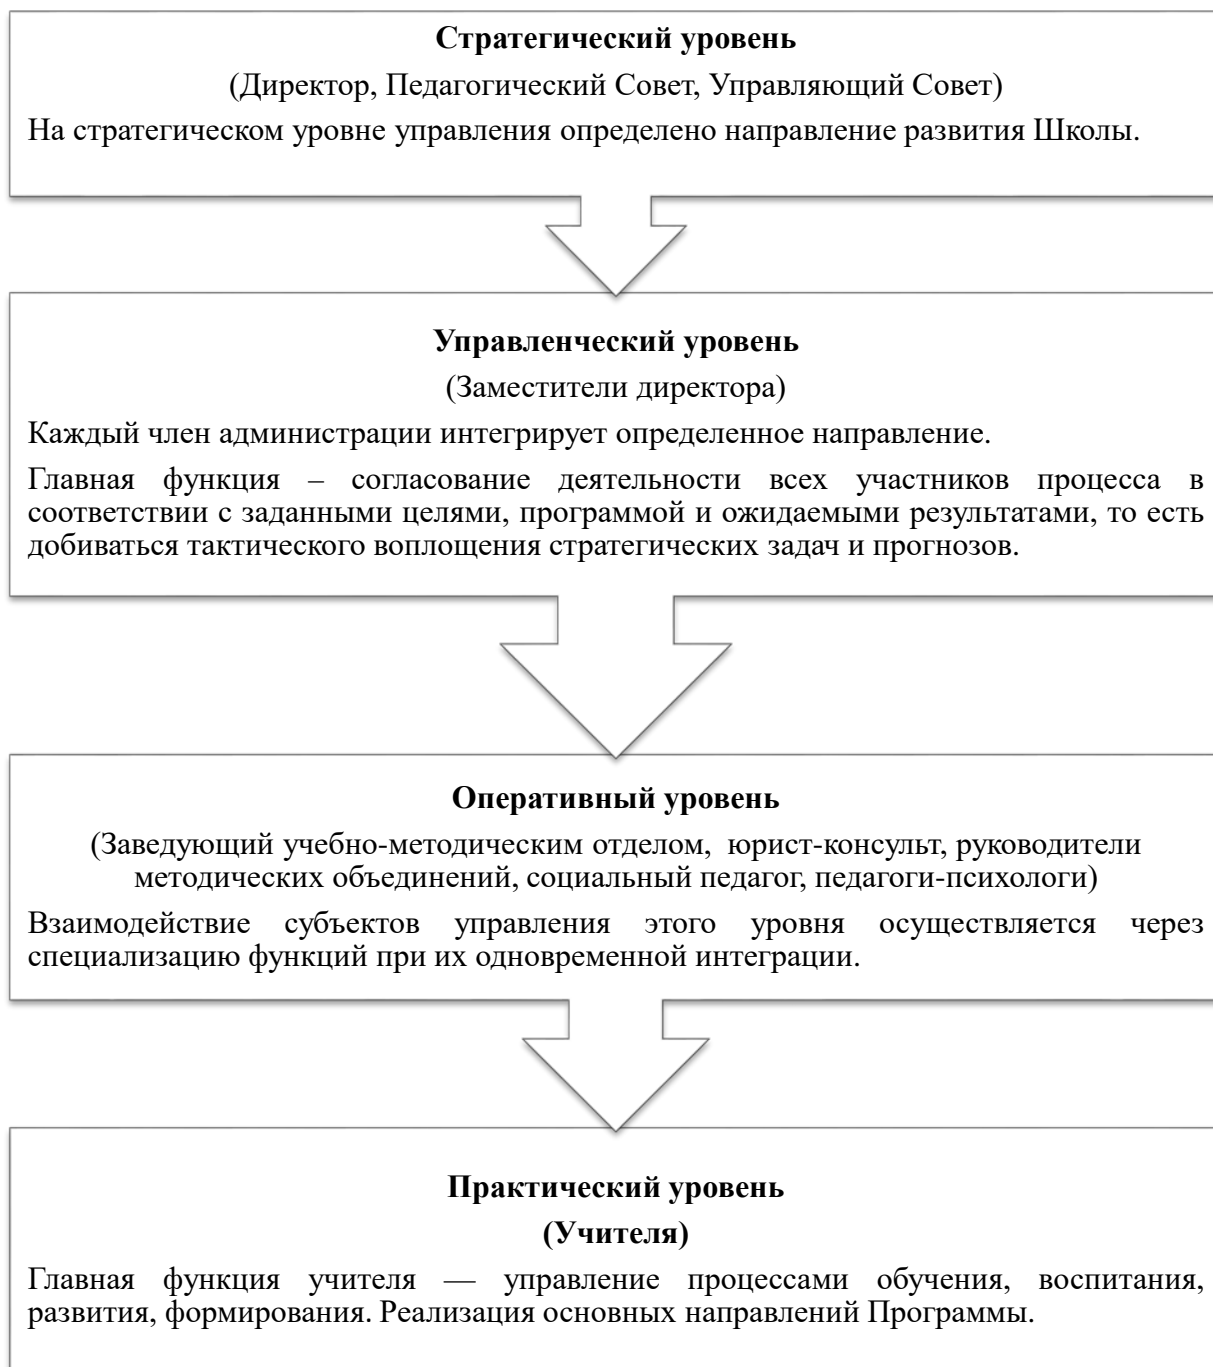 Стратегический уровень
(Директор, Педагогический Совет, Управляющий Совет)
На стратегическом уровне управления определено направление развития Школы.
Управленческий уровень
(Заместители директора)
Каждый член администрации интегрирует определенное направление.
Главная функция – согласование деятельности всех участников процесса в
соответствии с заданными целями, программой и ожидаемыми результатами, то есть
добиваться тактического воплощения стратегических задач и прогнозов.
Оперативный уровень
(Заведующий учебно-методическим отделом, юрист-консульт, руководители
методических объединений, социальный педагог, педагоги-психологи)
Взаимодействие субъектов управления этого уровня осуществляется через
специализацию функций при их одновременной интеграции.
Практический уровень
(Учителя)
Главная функция учителя — управление процессами обучения, воспитания,
развития, формирования. Реализация основных направлений Программы.